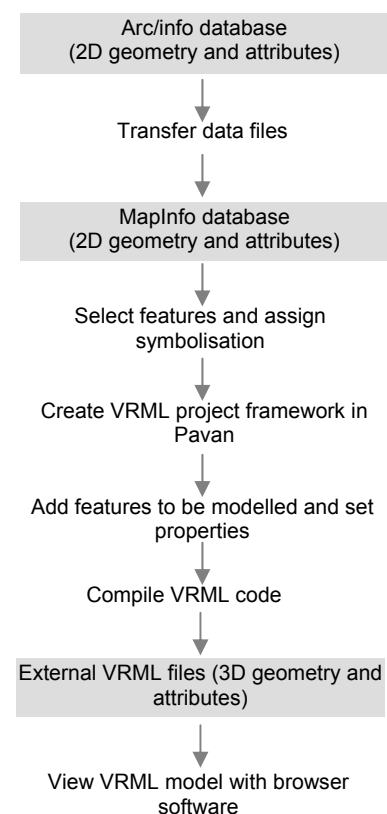 Arc/info database
(2D geometry and attributes)
Transfer data files
MapInfo database
(2D geometry and attributes)
Select features and assign
symbolisation
Create VRML project framework in
Pavan
Add features to be modelled and set
properties
Compile VRML code
External VRML files (3D geometry and
attributes)
View VRML model with browser
software